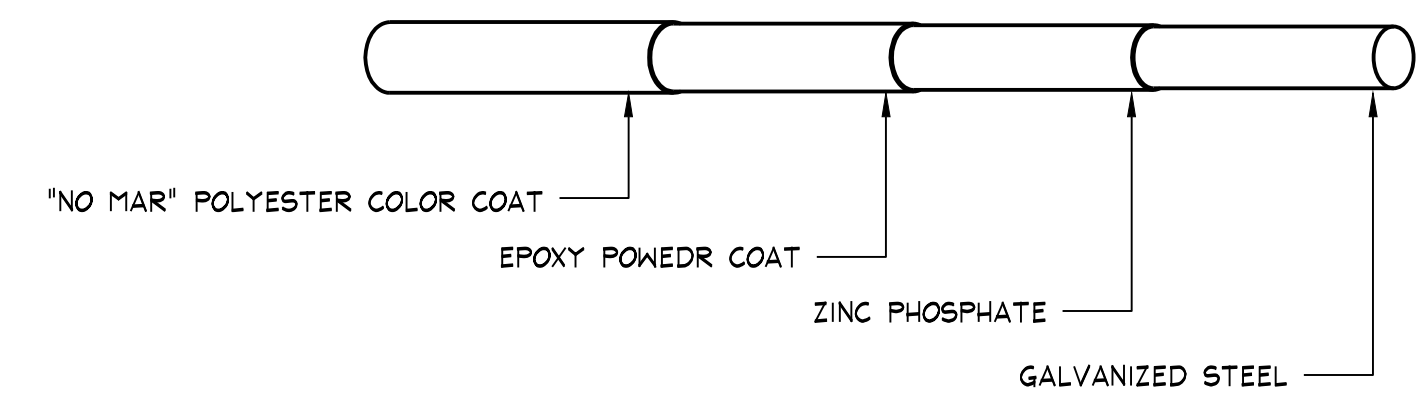 "NO MAR" POLYESTER COLOR COAT
EPOXY POWEDR COAT
ZINC PHOSPHATE
GALVANIZED STEEL